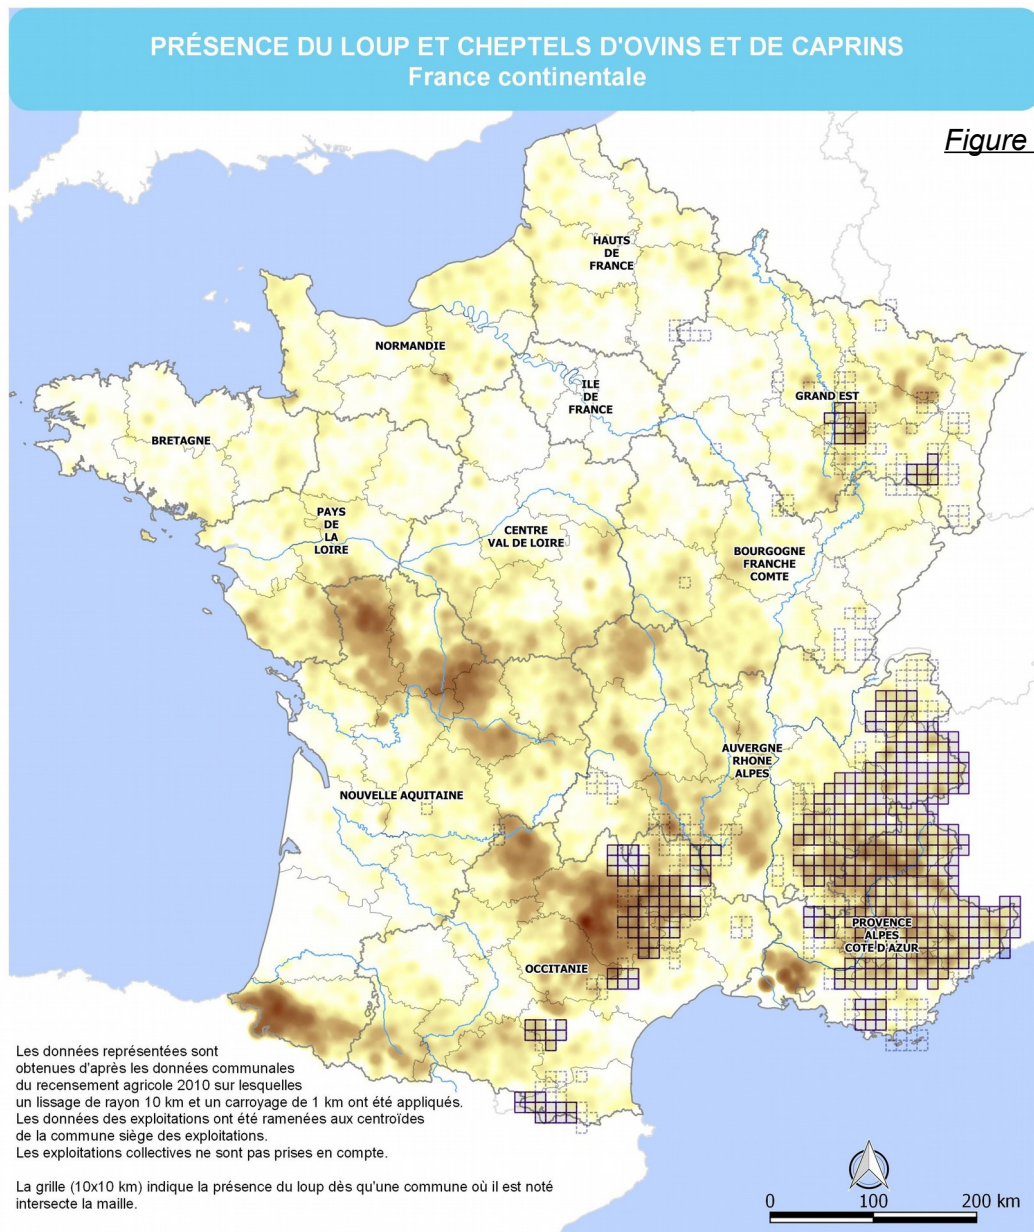 PRÉSENCE DU LOUP ET CHEPTELS D'OVINS ET DE CAPRINS
France continentale
Figure
HAUTS
DE
FRANCE
NORMANDIE
ILE
DE
FRANCE
GRAND EST
BRETAGNE
PAYS
DE
LA
LOIRE
CENTRE
VAL DE LOIRE
BOURGOGNE
FRANCHE
COMTE
AUVERGNE
RHONE
ALPES
NOUVELLE AQUITAINE
PROVENCE
ALPES
COTE D'AZUR
OCCITANIE
Les données représentées sont
obtenues d'après les données communales
du recensement agricole 2010 sur lesquelles
un lissage de rayon 10 km et un carroyage de 1 km ont été appliqués.
Les données des exploitations ont été ramenées aux centroïdes
de la commune siège des exploitations.
Les exploitations collectives ne sont pas prises en compte.
La grille (10x10 km) indique la présence du loup dès qu'une commune où il est noté
intersecte la maille.
0 100 200 km